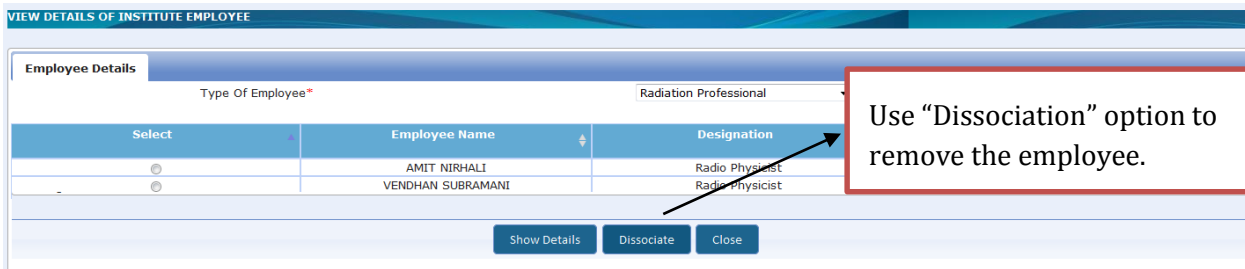 VIEW DETAILS OF INSTITUTE EMPLOYEE
Employee Details
Type Of Employee* Radiation Professional
Select Employee Name Designation
AMIT NIRHALI Radio Physicist
VENDHAN SUBRAMANI Radio Physicist
Show Details Dissociate Close
Use “Dissociation” option to
remove the employee.